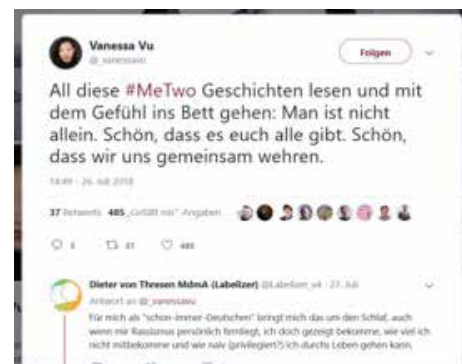 Vanessa Vu
@_vanessavu
Folgen
All diese #MeTwo Geschichten lesen und mit
dem Gefühl ins Bett gehen: Man ist nicht
allein. Schön, dass es euch alle gibt. Schön,
dass wir uns gemeinsam wehren.
14:49 - 26. Juli 2018
37 Retweets 485 „Gefällt mir“-Angaben
37 485
Dieter von Thresen MdmA (Labelizer) 27. Juli
Antwort an @_vanessavu
Für mich als "schon-immer-Deutschen" bringt mich das um den Schlaf, auch
wenn mir Rassismus persönlich fernliegt, ich doch gezeigt bekomme, wie viel ich
nicht mitbekomme und wie naiv (privilegiert?) ich durchs Leben gehen kann.